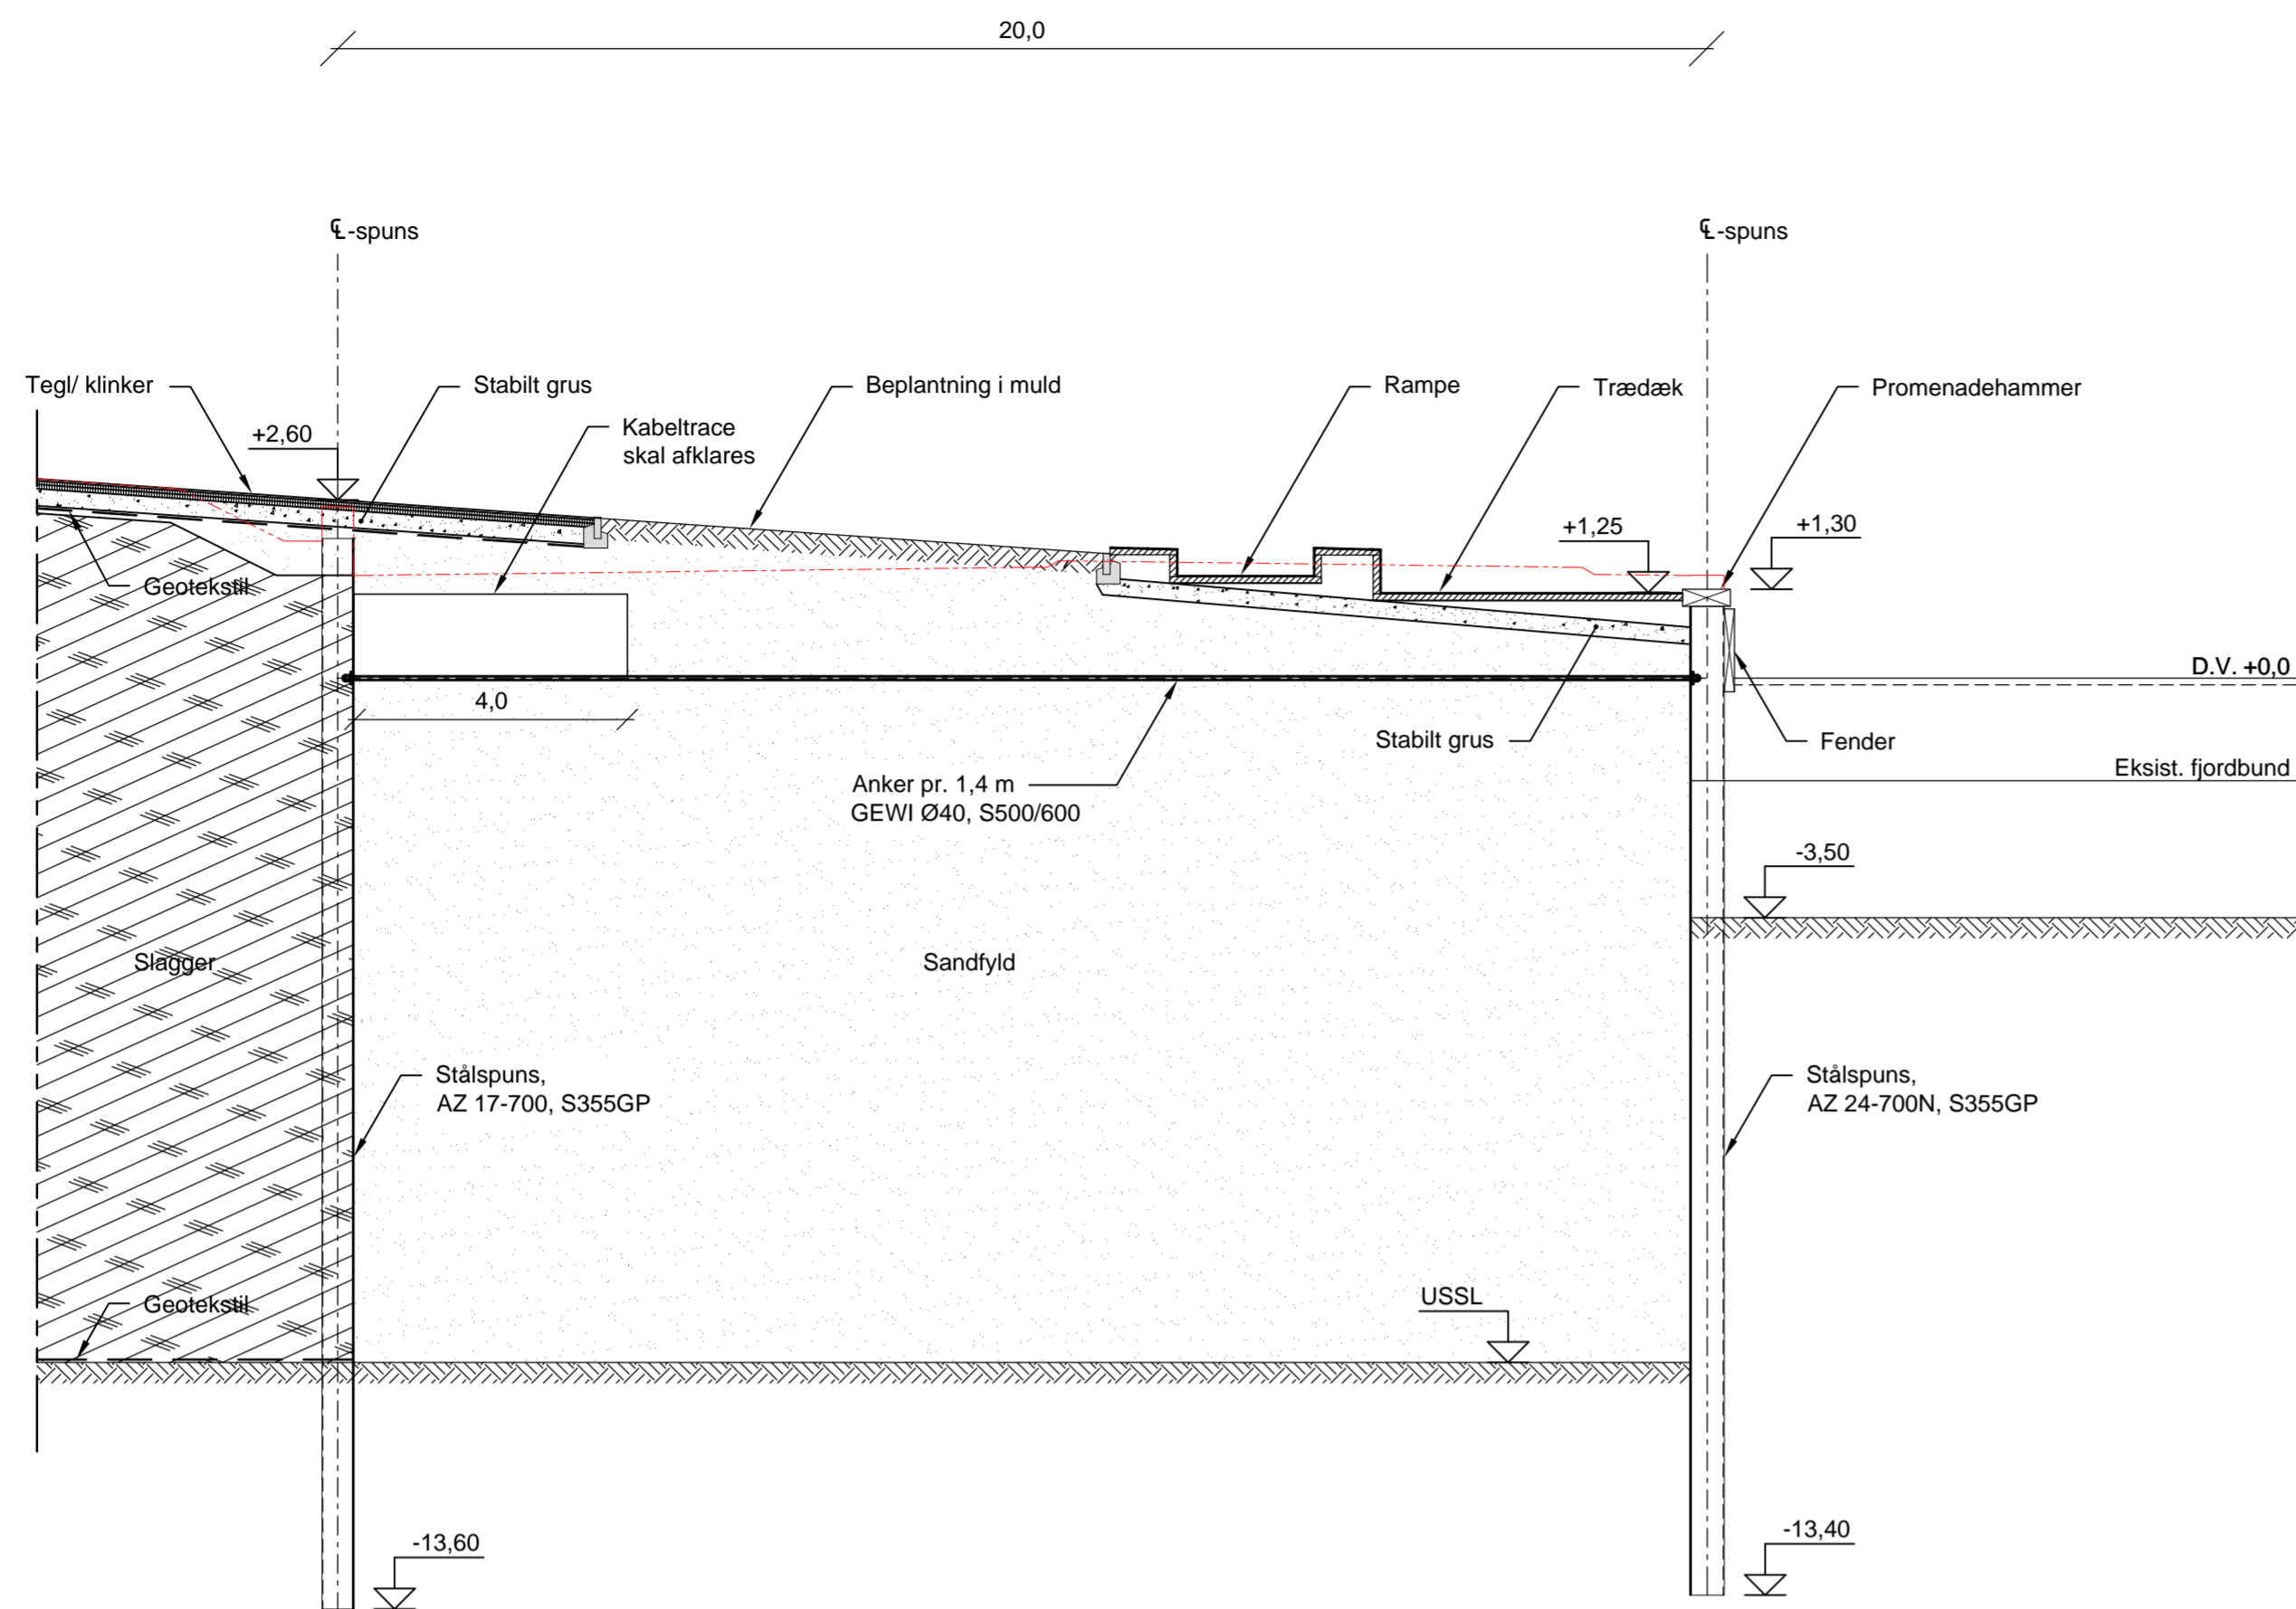 20,0
℄-spuns
℄-spuns
Tegl/ klinker
Stabilt grus
Beplantning i muld
Rampe
Trædæk
Promenadehammer
+2,60
Kabeltrace
skal afklares
+1,25
+1,30
Geotekstil
D.V. +0,0
4,0
Stabilt grus
Fender
Eksist. fjordbund
Anker pr. 1,4 m
GEWI Ø40, S500/600
-3,50
Slagger
Sandfyld
Stålspuns,
AZ 17-700, S355GP
Stålspuns,
AZ 24-700N, S355GP
Geotekstil
USSL
-13,60
-13,40